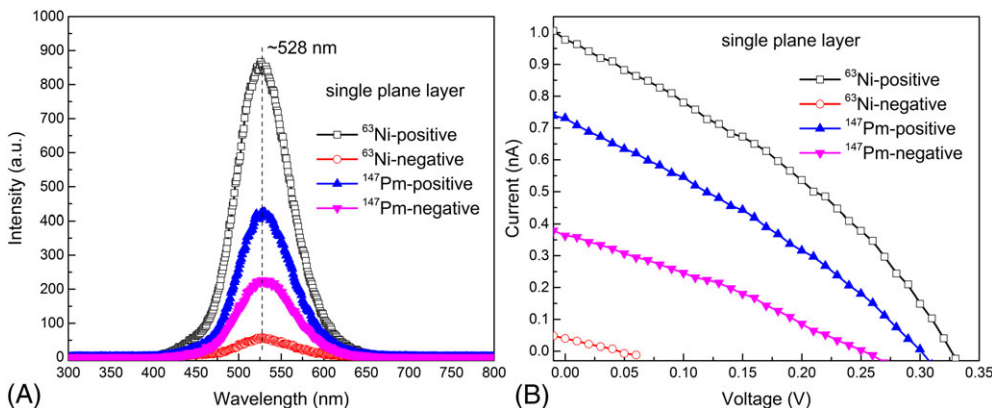 1000
900
800
700
600
500
400
300
200
100
0
Intensity (a.u.)
~528 nm
single plane layer
⁶³Ni-positive
⁶³Ni-negative
¹⁴⁷Pm-positive
¹⁴⁷Pm-negative
300 350 400 450 500 550 600 650 700 750 800
(A)
Wavelength (nm)
1.0
0.9
0.8
0.7
0.6
0.5
0.4
0.3
0.2
0.1
0.0
Current (nA)
single plane layer
⁶³Ni-positive
⁶³Ni-negative
¹⁴⁷Pm-positive
¹⁴⁷Pm-negative
0.00 0.05 0.10 0.15 0.20 0.25 0.30 0.35
(B)
Voltage (V)